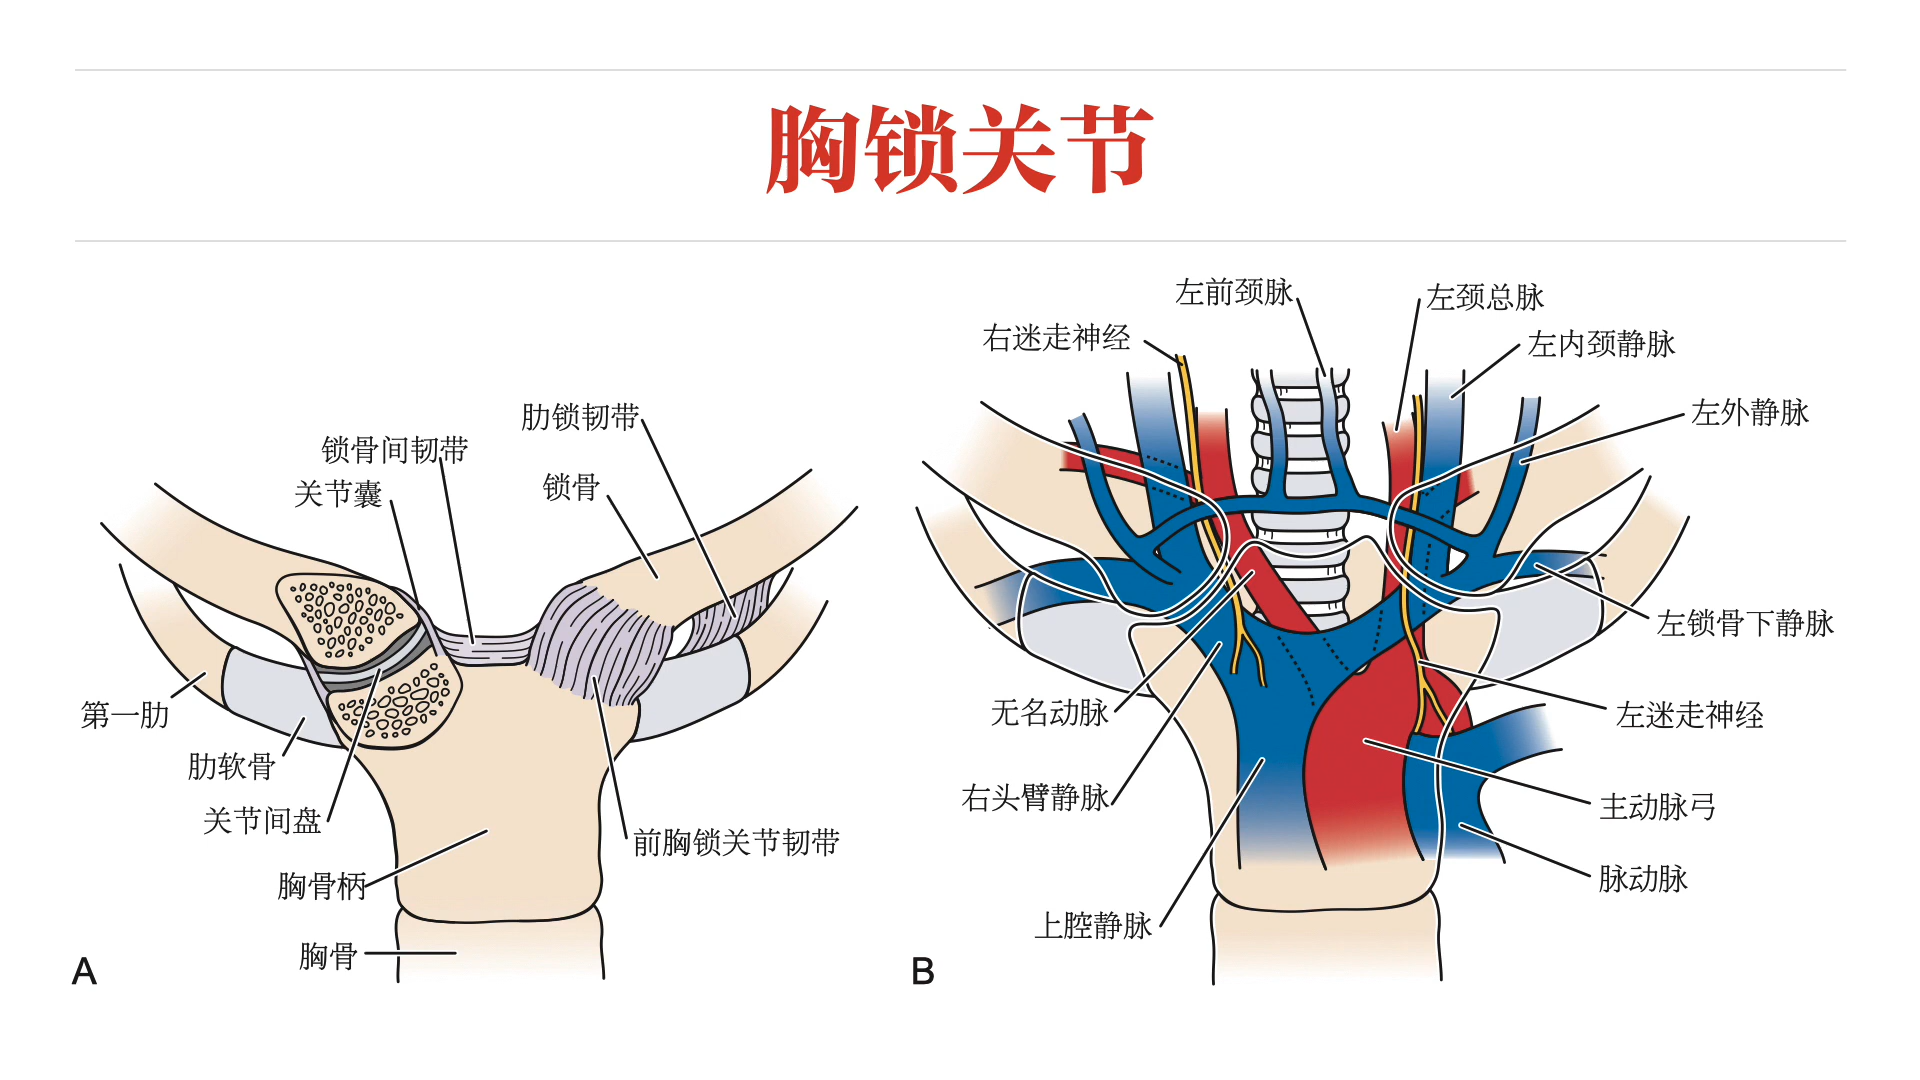 胸锁关节
肋锁韧带
锁骨间韧带
关节囊
锁骨
第一肋
肋软骨
关节间盘
前胸锁关节韧带
胸骨柄
胸骨
A
左前颈脉
左颈总脉
右迷走神经
左内颈静脉
左外静脉
左锁骨下静脉
无名动脉
左迷走神经
右头臂静脉
主动脉弓
脉动脉
上腔静脉
B